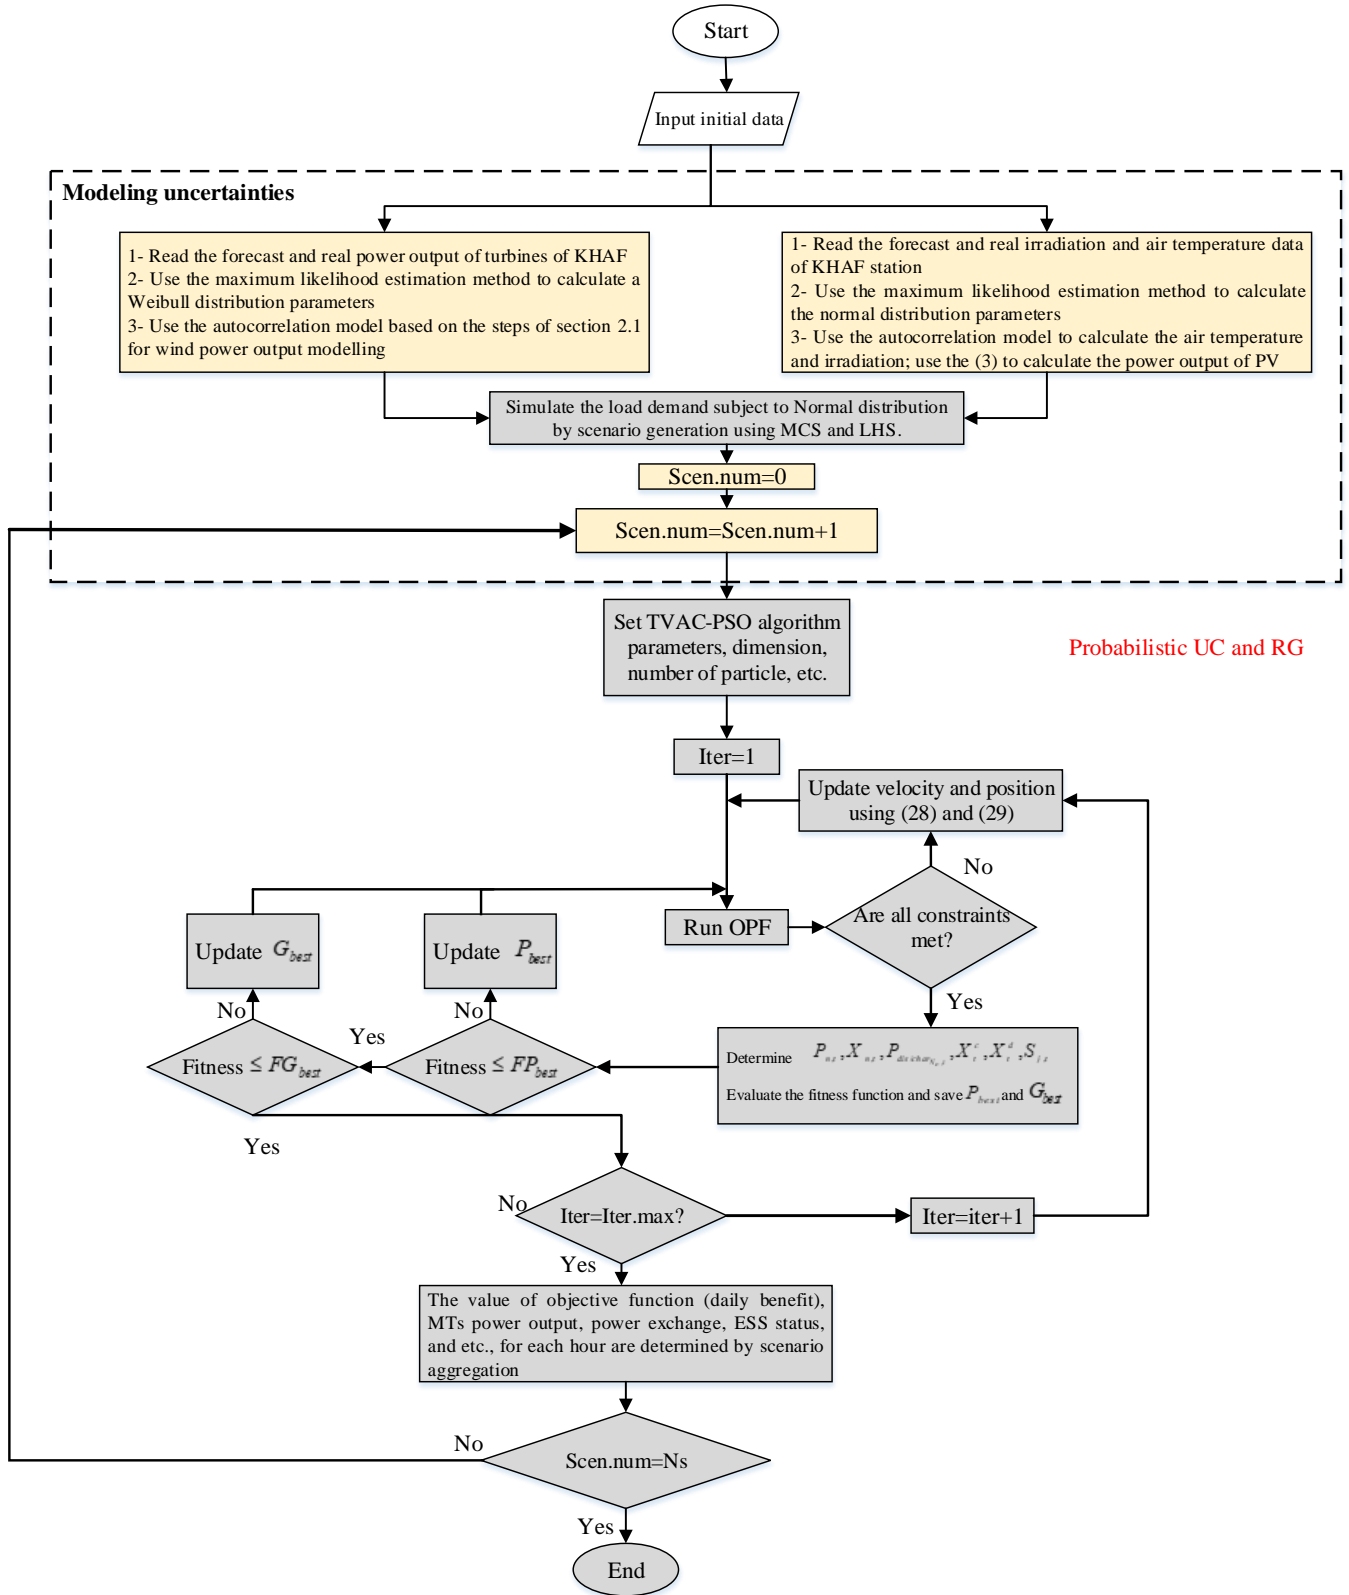 Start
Input initial data
Modeling uncertainties
1- Read the forecast and real power output of turbines of KHAF
2- Use the maximum likelihood estimation method to calculate a
Weibull distribution parameters
3- Use the autocorrelation model based on the steps of section 2.1
for wind power output modelling
1- Read the forecast and real irradiation and air temperature data
of KHAF station
2- Use the maximum likelihood estimation method to calculate
the normal distribution parameters
3- Use the autocorrelation model to calculate the air temperature
and irradiation; use the (3) to calculate the power output of PV
Simulate the load demand subject to Normal distribution
by scenario generation using MCS and LHS.
Scen.num=0
Scen.num=Scen.num+1
Set TVAC-PSO algorithm
parameters, dimension,
number of particle, etc.
Probabilistic UC and RG
Iter=1
Update velocity and position
using (28) and (29)
No
Are all constraints
met?
Run OPF
Update G_best
Update P_best
No
No
Yes
Yes
Fitness ≤ FG_best
Fitness ≤ FP_best
Determine
Evaluate the fitness function and save P_best and G_best
Yes
No
Iter=Iter.max?
Iter=iter+1
Yes
The value of objective function (daily benefit),
MTs power output, power exchange, ESS status,
and etc., for each hour are determined by scenario
aggregation
No
Scen.num=Ns
Yes
End